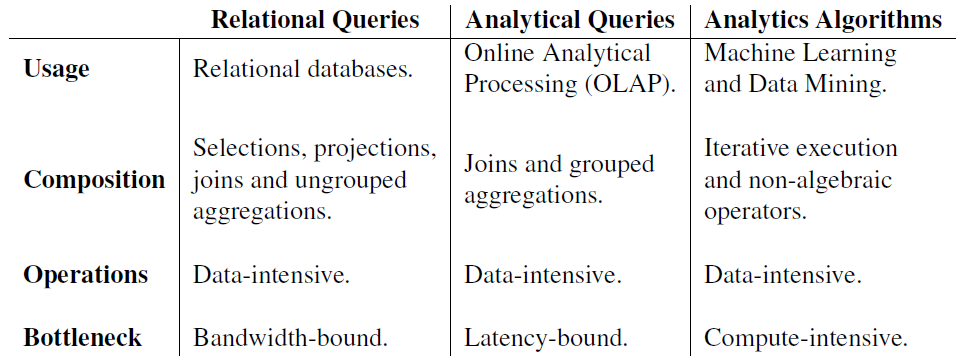 Relational Queries Analytical Queries Analytics Algorithms
Usage Relational databases. Online Analytical Processing (OLAP). Machine Learning and Data Mining.
Composition Selections, projections, joins and ungrouped aggregations. Joins and grouped aggregations. Iterative execution and non-algebraic operators.
Operations Data-intensive. Data-intensive. Data-intensive.
Bottleneck Bandwidth-bound. Latency-bound. Compute-intensive.